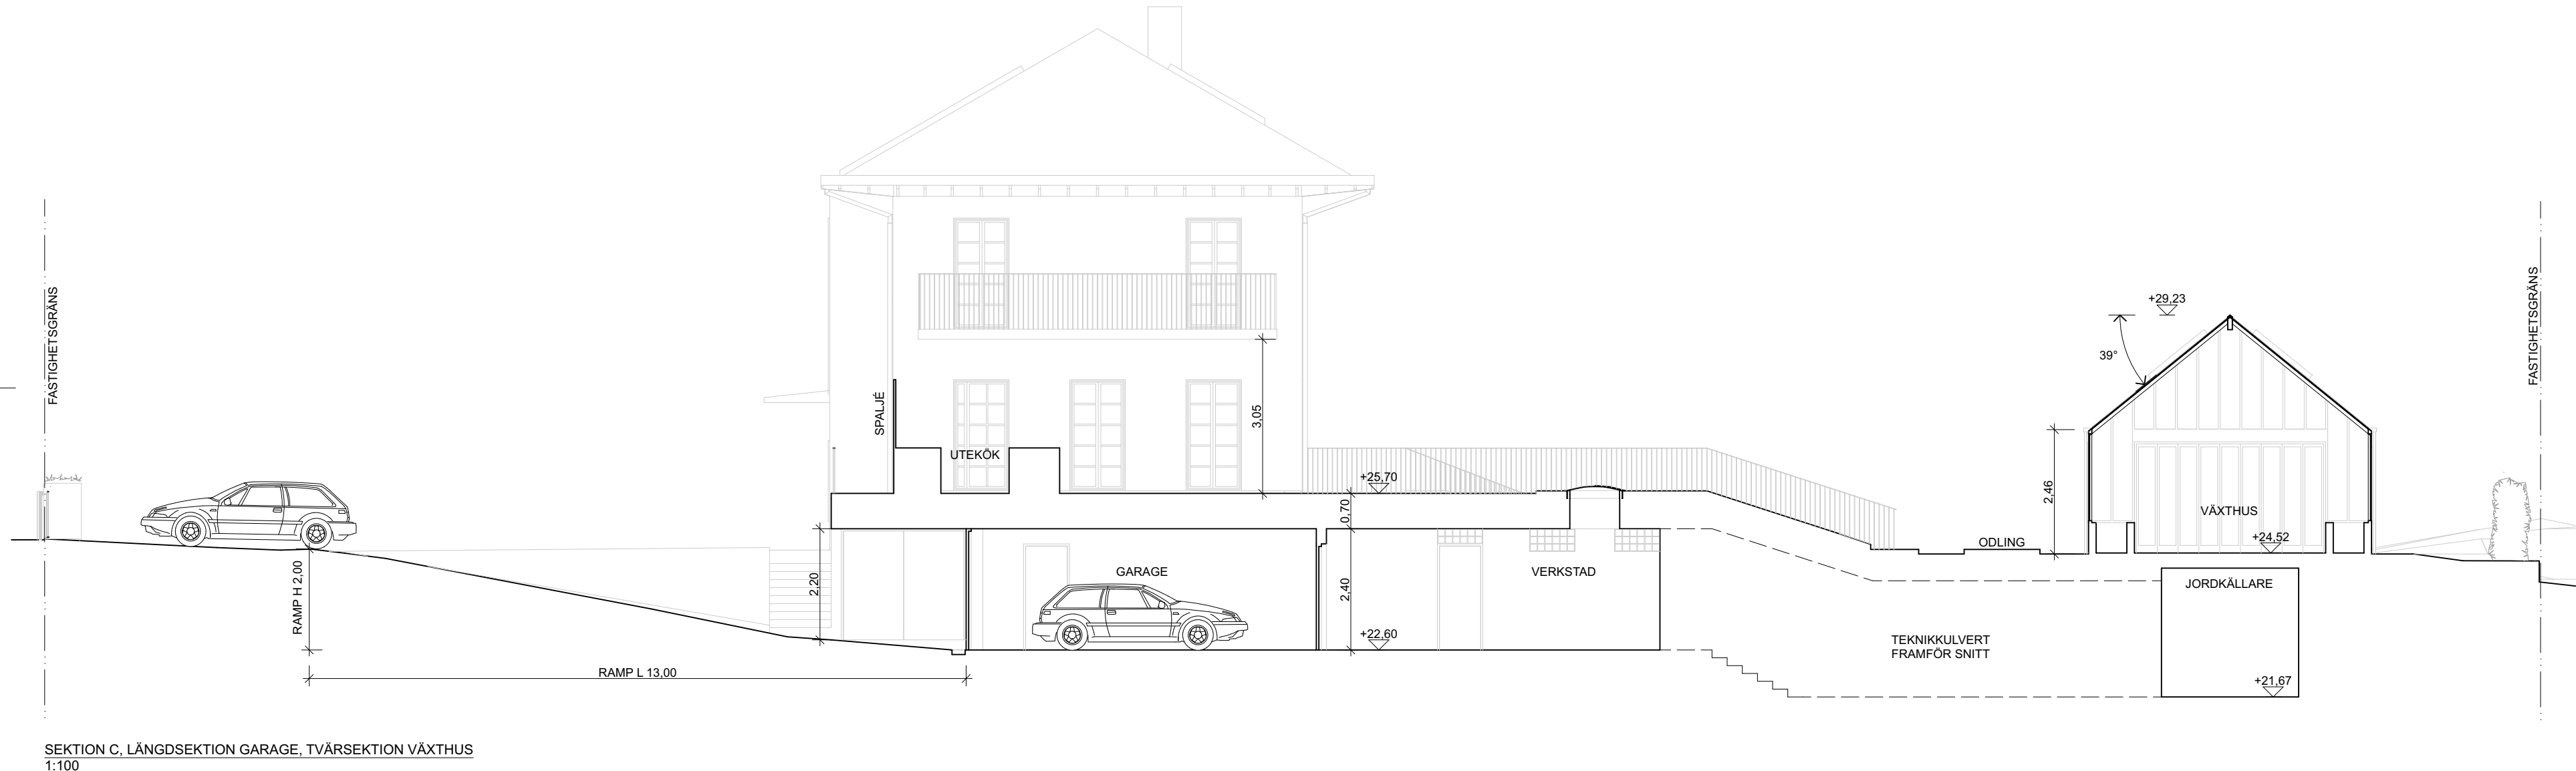 +29,23
FASTIGHETSGRÄNS
FASTIGHETSGRÄNS
39°
SPALJÉ
3,05
UTEKÖK
+25,70
0,70
2,46
VÄXTHUS
+24,52
ODLING
RAMP H 2,00
2,20
GARAGE
2,40
VERKSTAD
JORDKÄLLARE
+22,60
TEKNIKKULVERT
FRAMFÖR SNITT
RAMP L 13,00
+21,67
SEKTION C, LÄNGDSEKTION GARAGE, TVÄRSEKTION VÄXTHUS
1:100